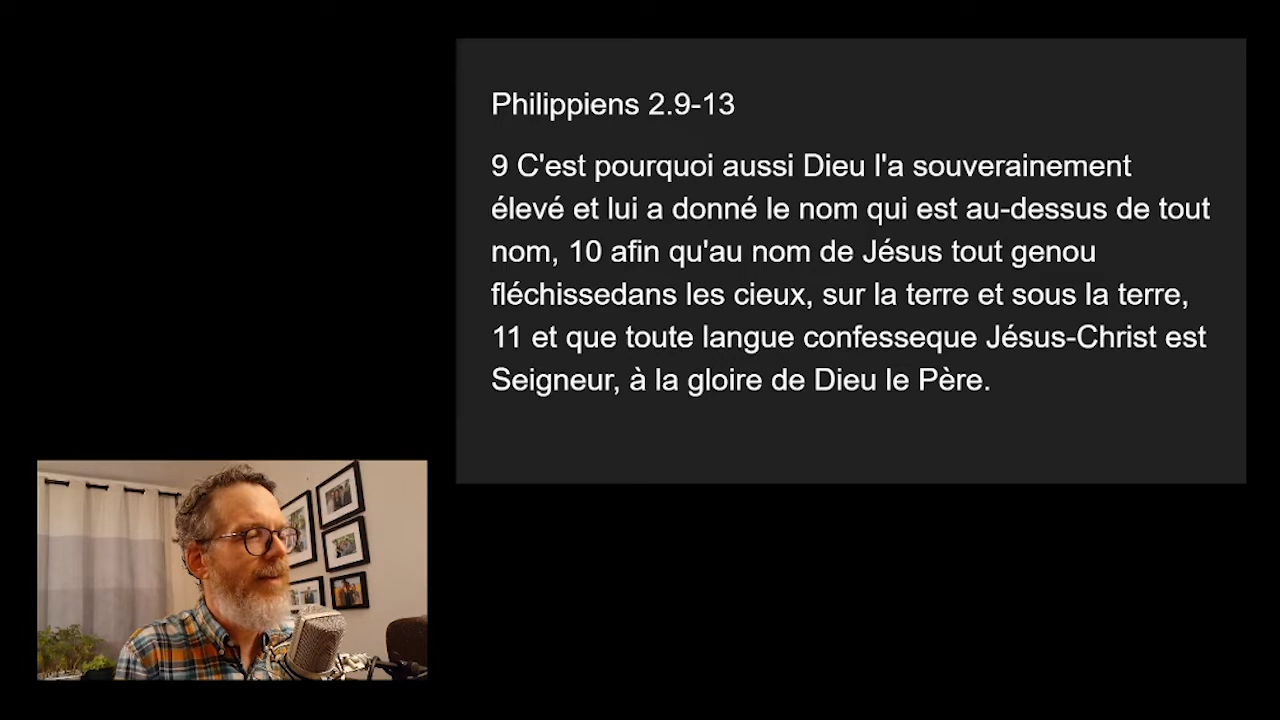 Philippiens 2.9-13
9 C'est pourquoi aussi Dieu l'a souverainement
élevé et lui a donné le nom qui est au-dessus de tout
nom, 10 afin qu'au nom de Jésus tout genou
fléchissedans les cieux, sur la terre et sous la terre,
11 et que toute langue confesseque Jésus-Christ est
Seigneur, à la gloire de Dieu le Père.